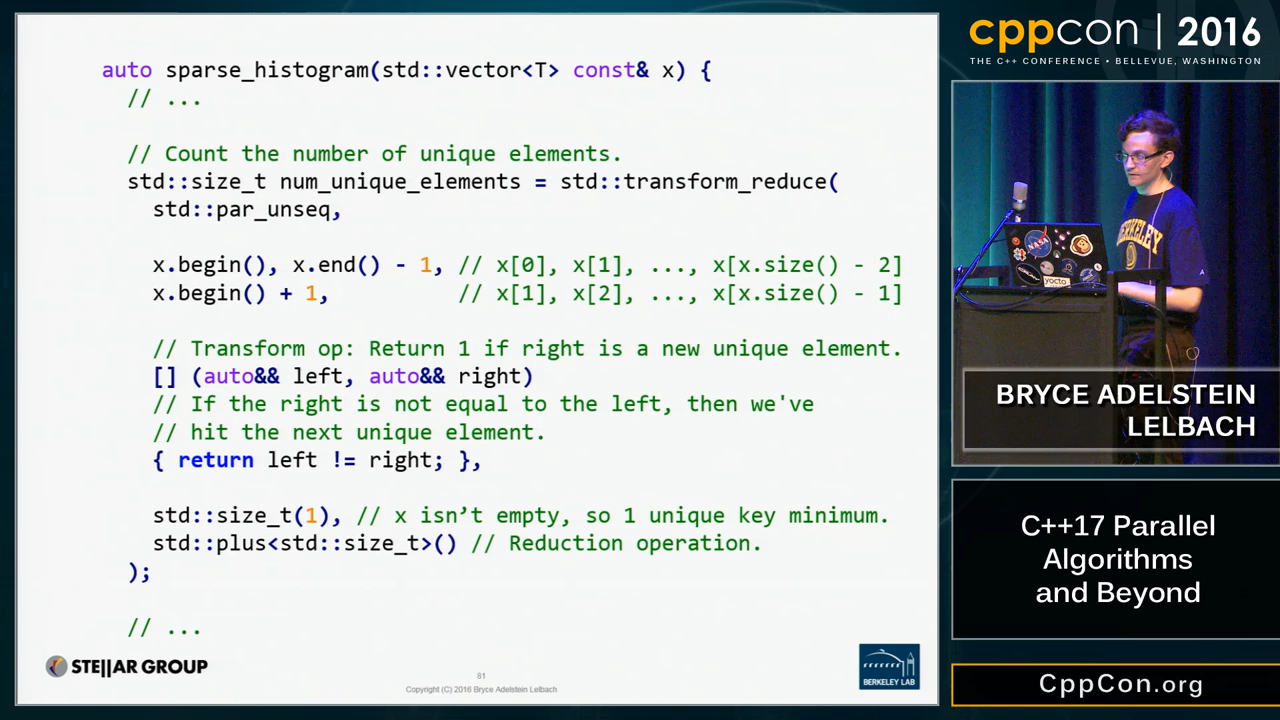 auto sparse_histogram(std::vector<T> const& x) {
// ...
// Count the number of unique elements.
std::size_t num_unique_elements = std::transform_reduce(
std::par_unseq,
x.begin(), x.end() - 1, // x[0], x[1], ..., x[x.size() - 2]
x.begin() + 1, // x[1], x[2], ..., x[x.size() - 1]
// Transform op: Return 1 if right is a new unique element.
[] (auto&& left, auto&& right)
// If the right is not equal to the left, then we've
// hit the next unique element.
{ return left != right; },
std::size_t(1), // x isn’t empty, so 1 unique key minimum.
std::plus<std::size_t>() // Reduction operation.
);
// ...
STE||AR GROUP
81
Copyright (C) 2016 Bryce Adelstein Lelbach
BERKELEY LAB
cppcon | 2016
THE C++ CONFERENCE • BELLEVUE, WASHINGTON
BERKELEY
NASA
yocto
BRYCE ADELSTEIN
LELBACH
C++17 Parallel
Algorithms
and Beyond
CppCon.org